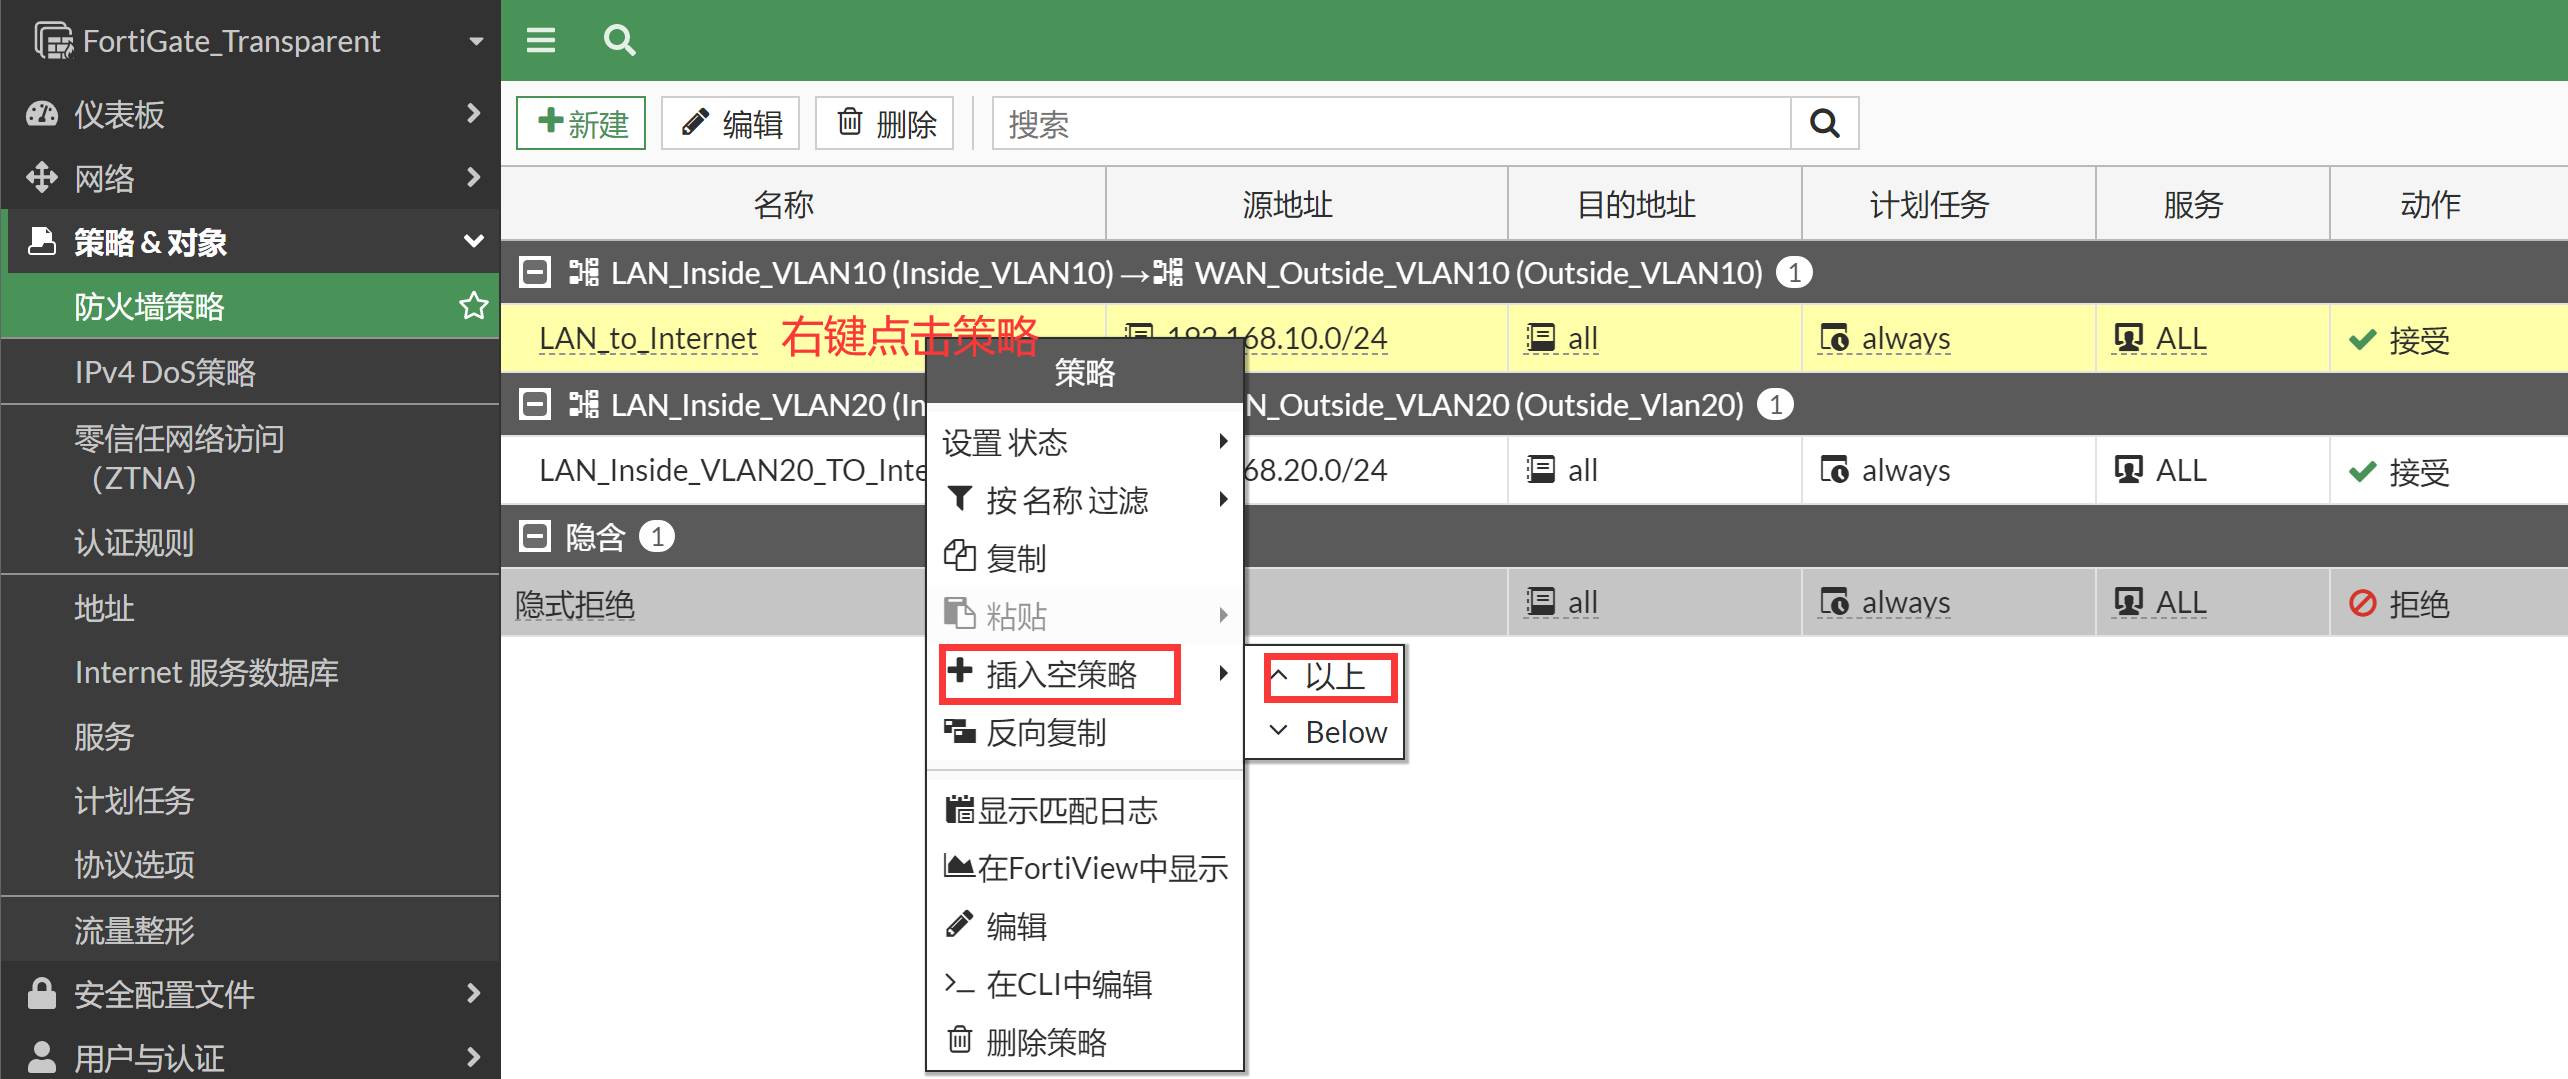 FortiGate_Transparent
仪表板
网络
策略 & 对象
防火墙策略
IPv4 DoS策略
零信任网络访问
（ZTNA）
认证规则
地址
Internet 服务数据库
服务
计划任务
协议选项
流量整形
安全配置文件
用户与认证
新建 编辑 删除 搜索
名称 源地址 目的地址 计划任务 服务 动作
LAN_Inside_VLAN10 (Inside_VLAN10) → WAN_Outside_VLAN10 (Outside_VLAN10) 1
LAN_to_Internet 右键点击策略 192.168.10.0/24 all always ALL 接受
LAN_Inside_VLAN20 (In N_Outside_VLAN20 (Outside_Vlan20) 1
LAN_Inside_VLAN20_TO_Inte 68.20.0/24 all always ALL 接受
隐含 1
隐式拒绝 all always ALL 拒绝
策略
设置 状态
按 名称 过滤
复制
粘贴
插入空策略
反向复制
显示匹配日志
在FortiView中显示
编辑
在CLI中编辑
删除策略
以上
Below